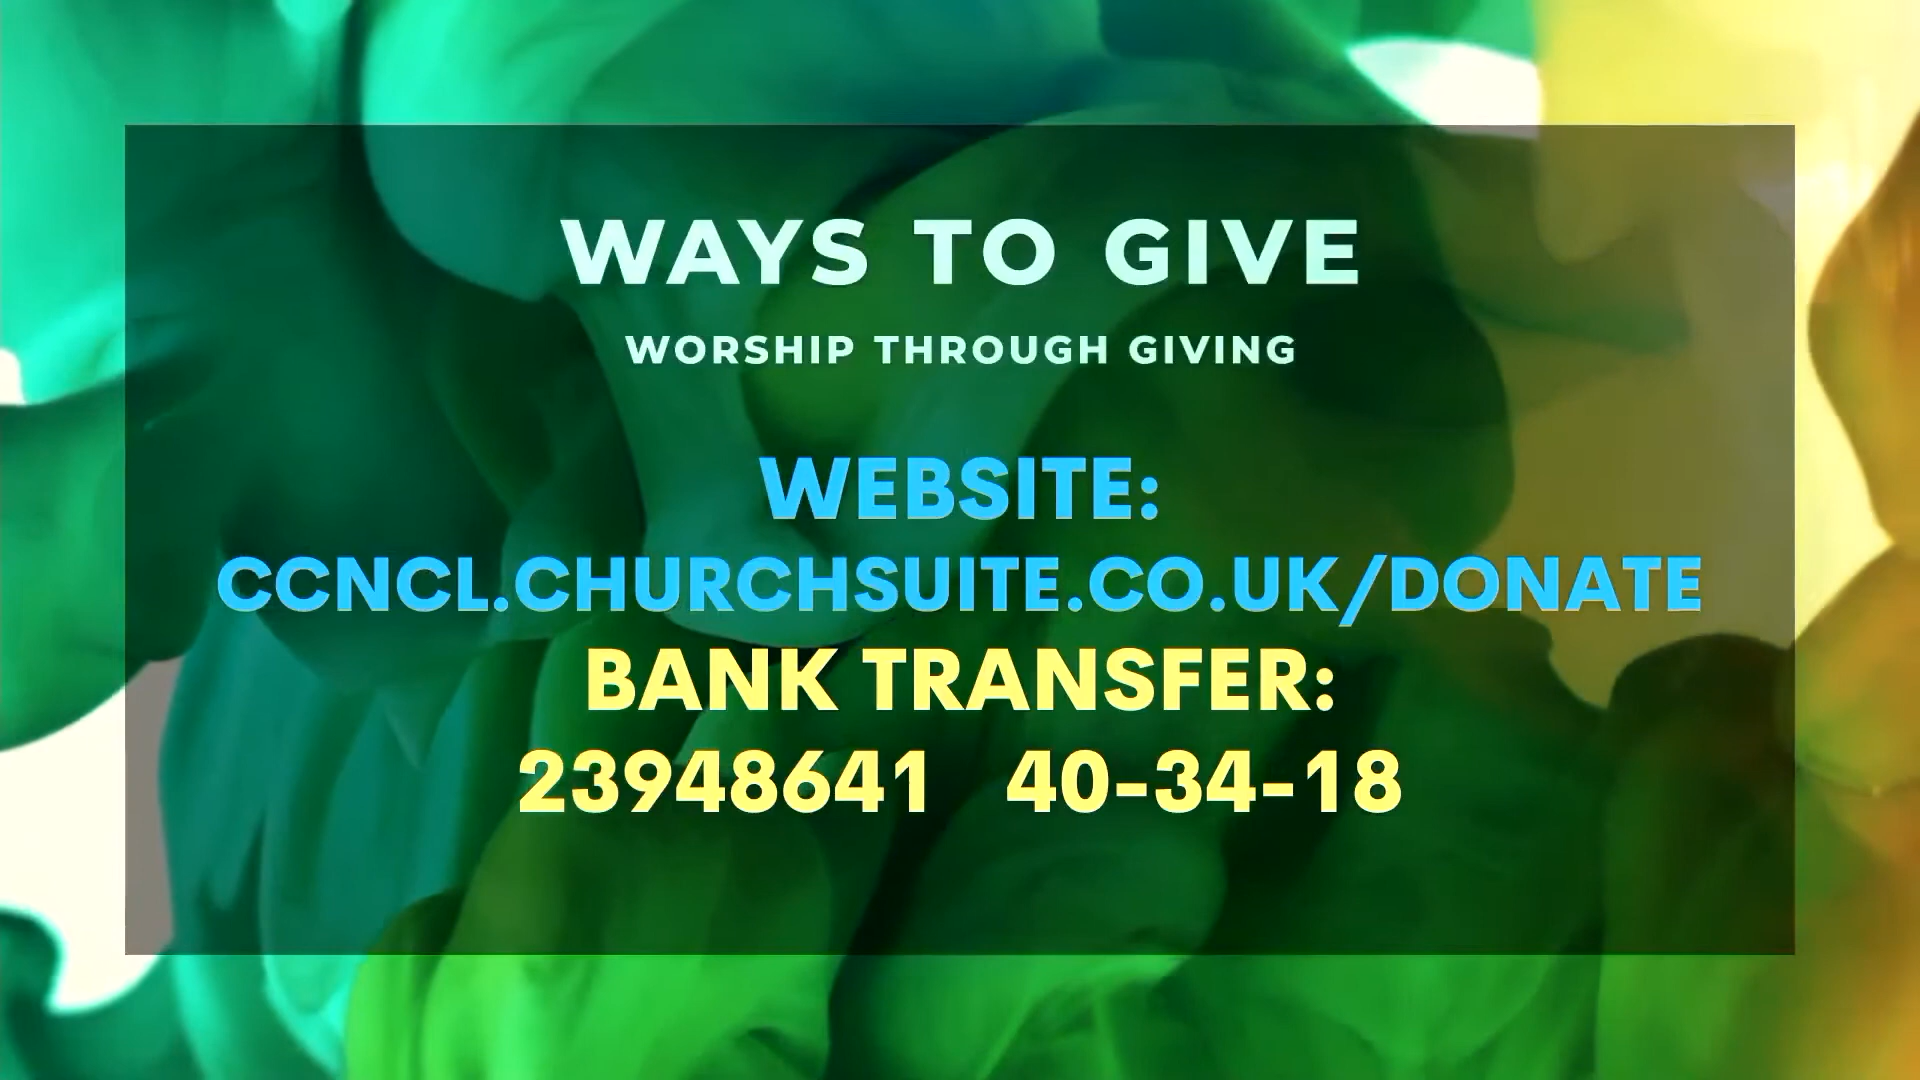 WAYS TO GIVE
WORSHIP THROUGH GIVING
WEBSITE:
CCNCL.CHURCHSUITE.CO.UK/DONATE
BANK TRANSFER:
23948641 40-34-18